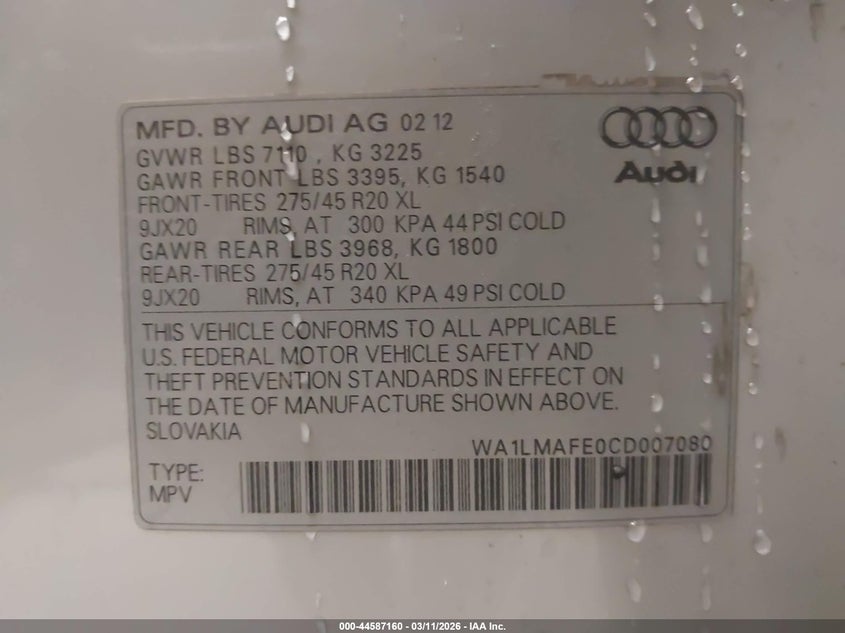 MFD. BY AUDI AG 02 12
GVWR LBS 7110 , KG 3225
GAWR FRONT LBS 3395, KG 1540
FRONT-TIRES 275/45 R20 XL
9JX20 RIMS, AT 300 KPA 44 PSI COLD
GAWR REAR LBS 3968, KG 1800
REAR-TIRES 275/45 R20 XL
9JX20 RIMS, AT 340 KPA 49 PSI COLD
Audi
THIS VEHICLE CONFORMS TO ALL APPLICABLE
U.S. FEDERAL MOTOR VEHICLE SAFETY AND
THEFT PREVENTION STANDARDS IN EFFECT ON
THE DATE OF MANUFACTURE SHOWN ABOVE.
SLOVAKIA
WA1LMAFE0CD007080
TYPE:
MPV
000-44587160 - 03/11/2026 - IAA Inc.